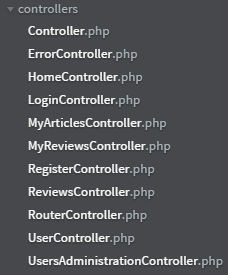 controllers
Controller.php
ErrorController.php
HomeController.php
LoginController.php
MyArticlesController.php
MyReviewsController.php
RegisterController.php
ReviewsController.php
RouterController.php
UserController.php
UsersAdministrationController.php